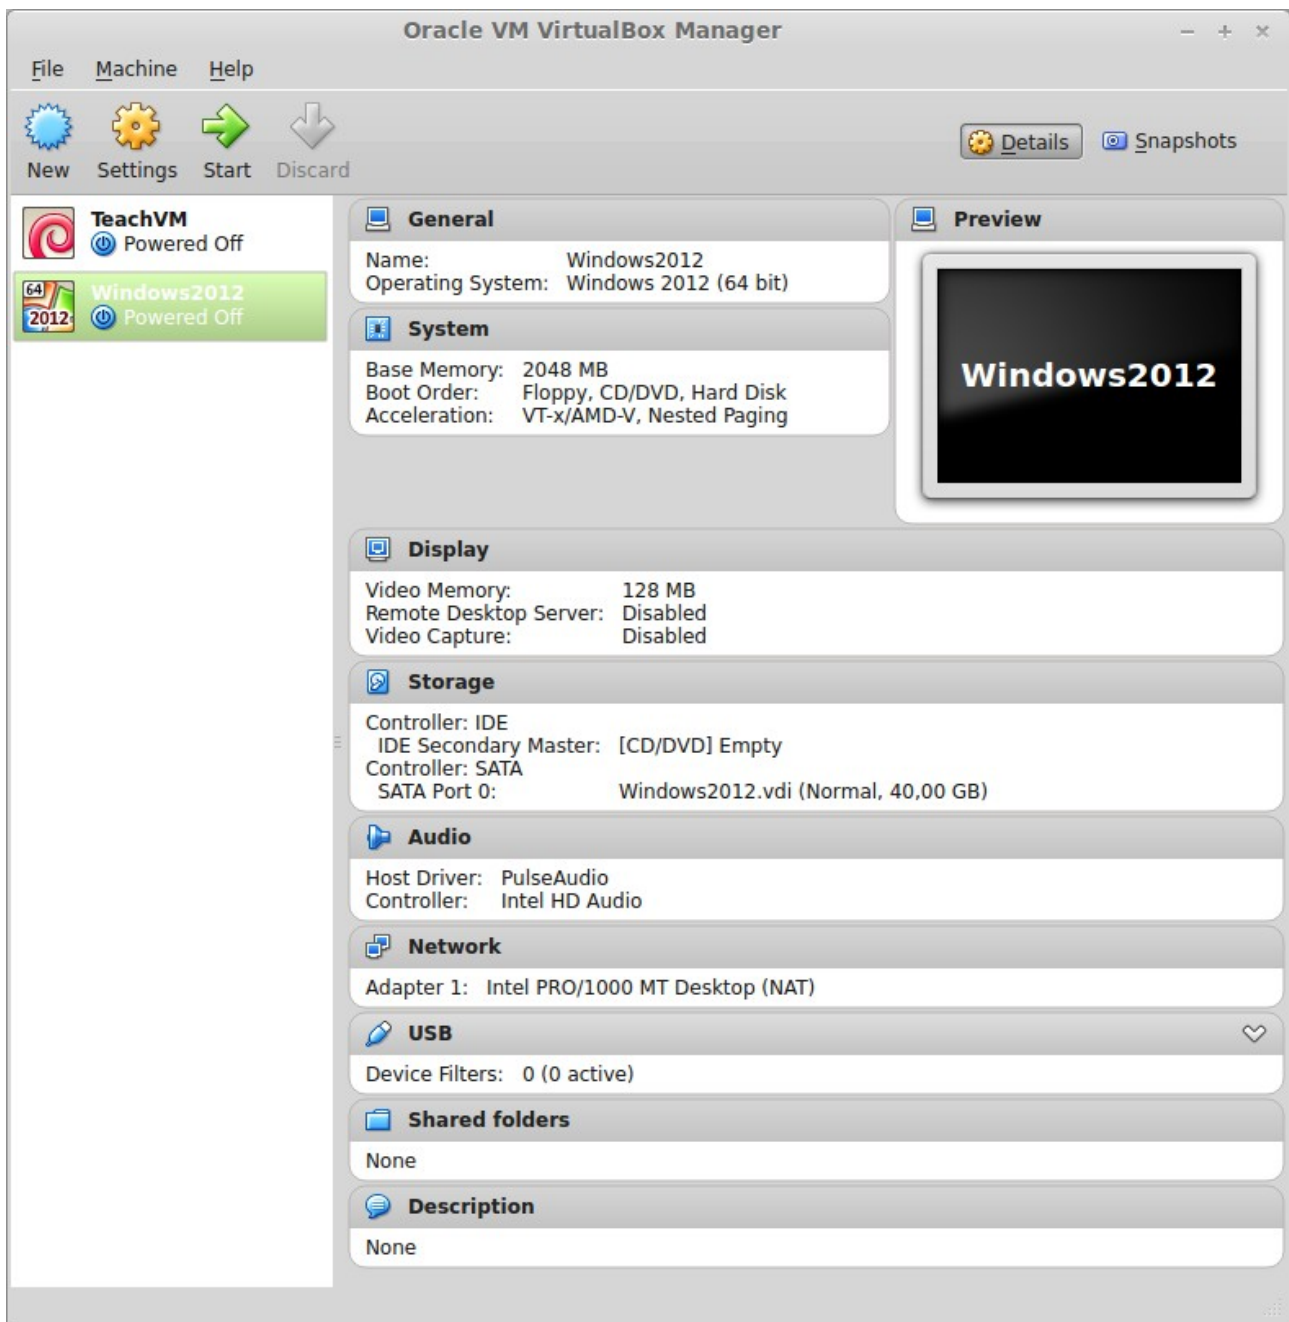 Oracle VM VirtualBox Manager
File Machine Help
New Settings Start Discard
Details Snapshots
TeachVM
Powered Off
64
2012
Windows2012
Powered Off
General
Name: Windows2012
Operating System: Windows 2012 (64 bit)
System
Base Memory: 2048 MB
Boot Order: Floppy, CD/DVD, Hard Disk
Acceleration: VT-x/AMD-V, Nested Paging
Preview
Windows2012
Display
Video Memory: 128 MB
Remote Desktop Server: Disabled
Video Capture: Disabled
Storage
Controller: IDE
IDE Secondary Master: [CD/DVD] Empty
Controller: SATA
SATA Port 0: Windows2012.vdi (Normal, 40,00 GB)
Audio
Host Driver: PulseAudio
Controller: Intel HD Audio
Network
Adapter 1: Intel PRO/1000 MT Desktop (NAT)
USB
Device Filters: 0 (0 active)
Shared folders
None
Description
None